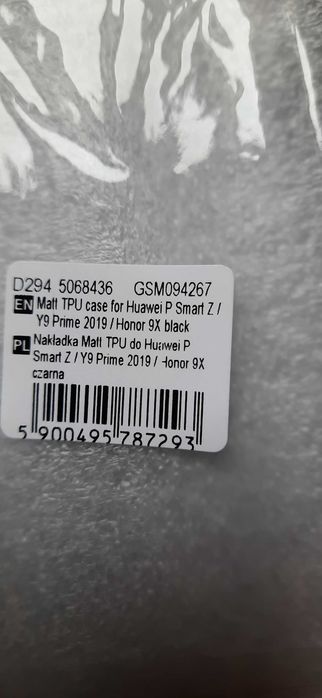 D294 5068436 GSM094267
EN Matt TPU case for Huawei P Smart Z /
Y9 Prime 2019 / Honor 9X black
PL Nakładka Matt TPU do Huawei P
Smart Z / Y9 Prime 2019 / Honor 9X
czarna
5 900495 787293